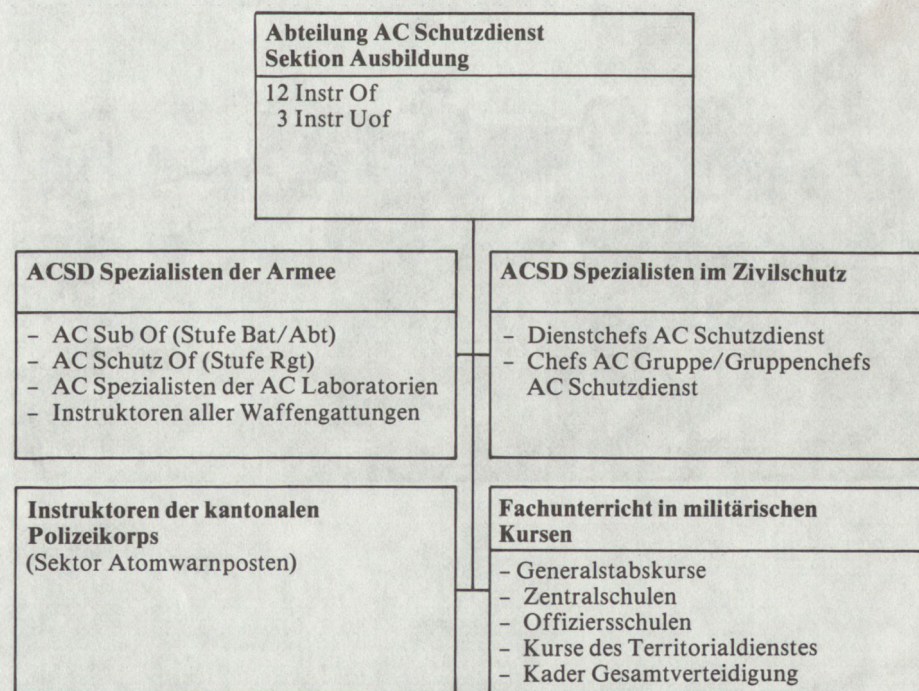 Abteilung AC Schutzdienst
Sektion Ausbildung
12 Instr Of
3 Instr Uof
ACSD Spezialisten der Armee
– AC Sub Of (Stufe Bat/Abt)
– AC Schutz Of (Stufe Rgt)
– AC Spezialisten der AC Laboratorien
– Instruktoren aller Waffengattungen
ACSD Spezialisten im Zivilschutz
– Dienstchefs AC Schutzdienst
– Chefs AC Gruppe/Gruppenchefs
AC Schutzdienst
Instruktoren der kantonalen
Polizeikorps
(Sektor Atomwarnposten)
Fachunterricht in militärischen
Kursen
– Generalstabskurse
– Zentralschulen
– Offiziersschulen
– Kurse des Territorialdienstes
– Kader Gesamtverteidigung